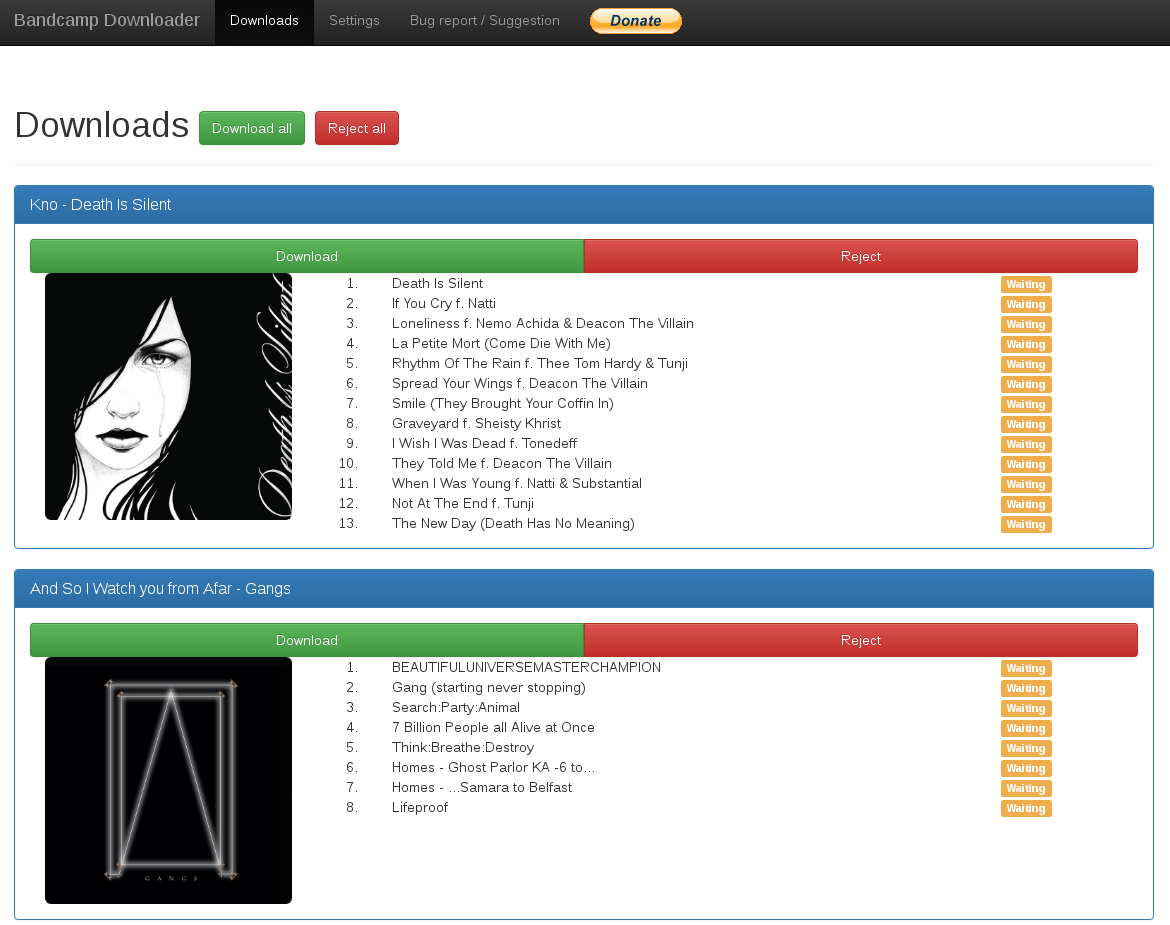 Bandcamp Downloader Downloads Settings Bug report / Suggestion Donate
Downloads Download all Reject all
Kno - Death Is Silent
Download Reject
Death Is Silent
1. Death Is Silent Waiting
2. If You Cry f. Natti Waiting
3. Loneliness f. Nemo Achida & Deacon The Villain Waiting
4. La Petite Mort (Come Die With Me) Waiting
5. Rhythm Of The Rain f. Thee Tom Hardy & Tunji Waiting
6. Spread Your Wings f. Deacon The Villain Waiting
7. Smile (They Brought Your Coffin In) Waiting
8. Graveyard f. Sheisty Khrist Waiting
9. I Wish I Was Dead f. Tonedeff Waiting
10. They Told Me f. Deacon The Villain Waiting
11. When I Was Young f. Natti & Substantial Waiting
12. Not At The End f. Tunji Waiting
13. The New Day (Death Has No Meaning) Waiting
And So I Watch you from Afar - Gangs
Download Reject
1. BEAUTIFULUNIVERSEMASTERCHAMPION Waiting
2. Gang (starting never stopping) Waiting
3. Search:Party:Animal Waiting
4. 7 Billion People all Alive at Once Waiting
5. Think:Breathe:Destroy Waiting
6. Homes - Ghost Parlor KA -6 to... Waiting
7. Homes - ...Samara to Belfast Waiting
8. Lifeproof Waiting
GANGS